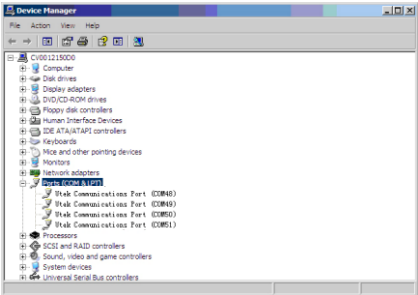 Device Manager
File Action View Help
CV0012150D0
Computer
Disk drives
Display adapters
DVD/CD-ROM drives
Floppy disk controllers
Human Interface Devices
IDE ATA/ATAPI controllers
Keyboards
Mice and other pointing devices
Monitors
Network adapters
Ports (COM & LPT)
Utek Communications Port (COM48)
Utek Communications Port (COM49)
Utek Communications Port (COM50)
Utek Communications Port (COM51)
Processors
SCSI and RAID controllers
Sound, video and game controllers
System devices
Universal Serial Bus controllers